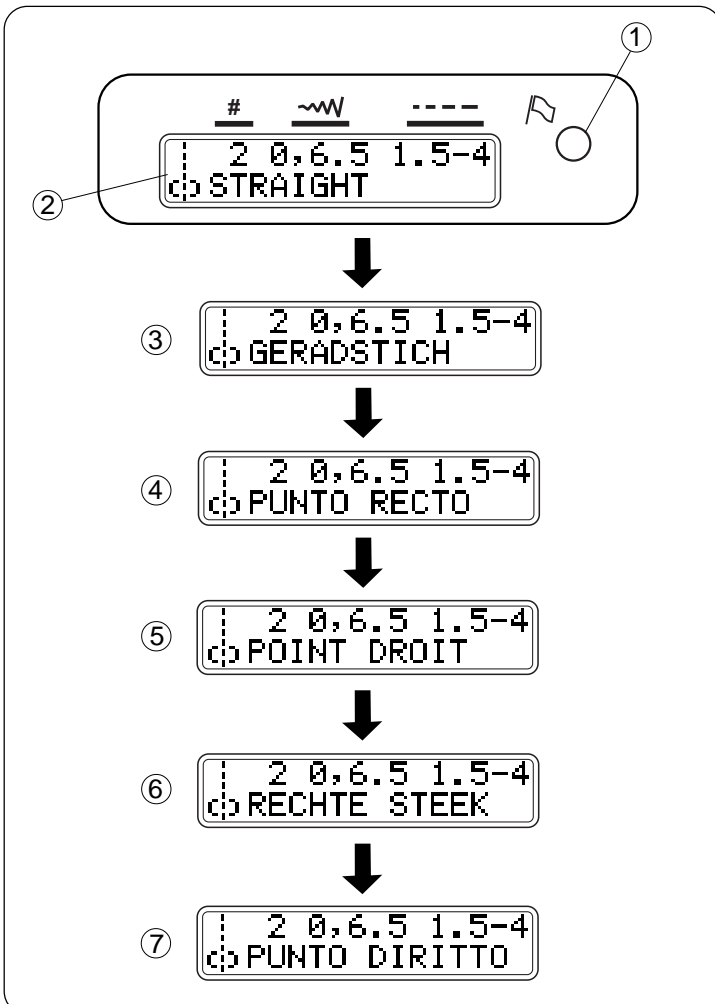 ①
#
2 0,6.5 1.5-4
② STRAIGHT
2 0,6.5 1.5-4
③ GERADSTICH
2 0,6.5 1.5-4
④ PUNTO RECTO
2 0,6.5 1.5-4
⑤ POINT DROIT
2 0,6.5 1.5-4
⑥ RECHTE STEEK
2 0,6.5 1.5-4
⑦ PUNTO DIRITTO